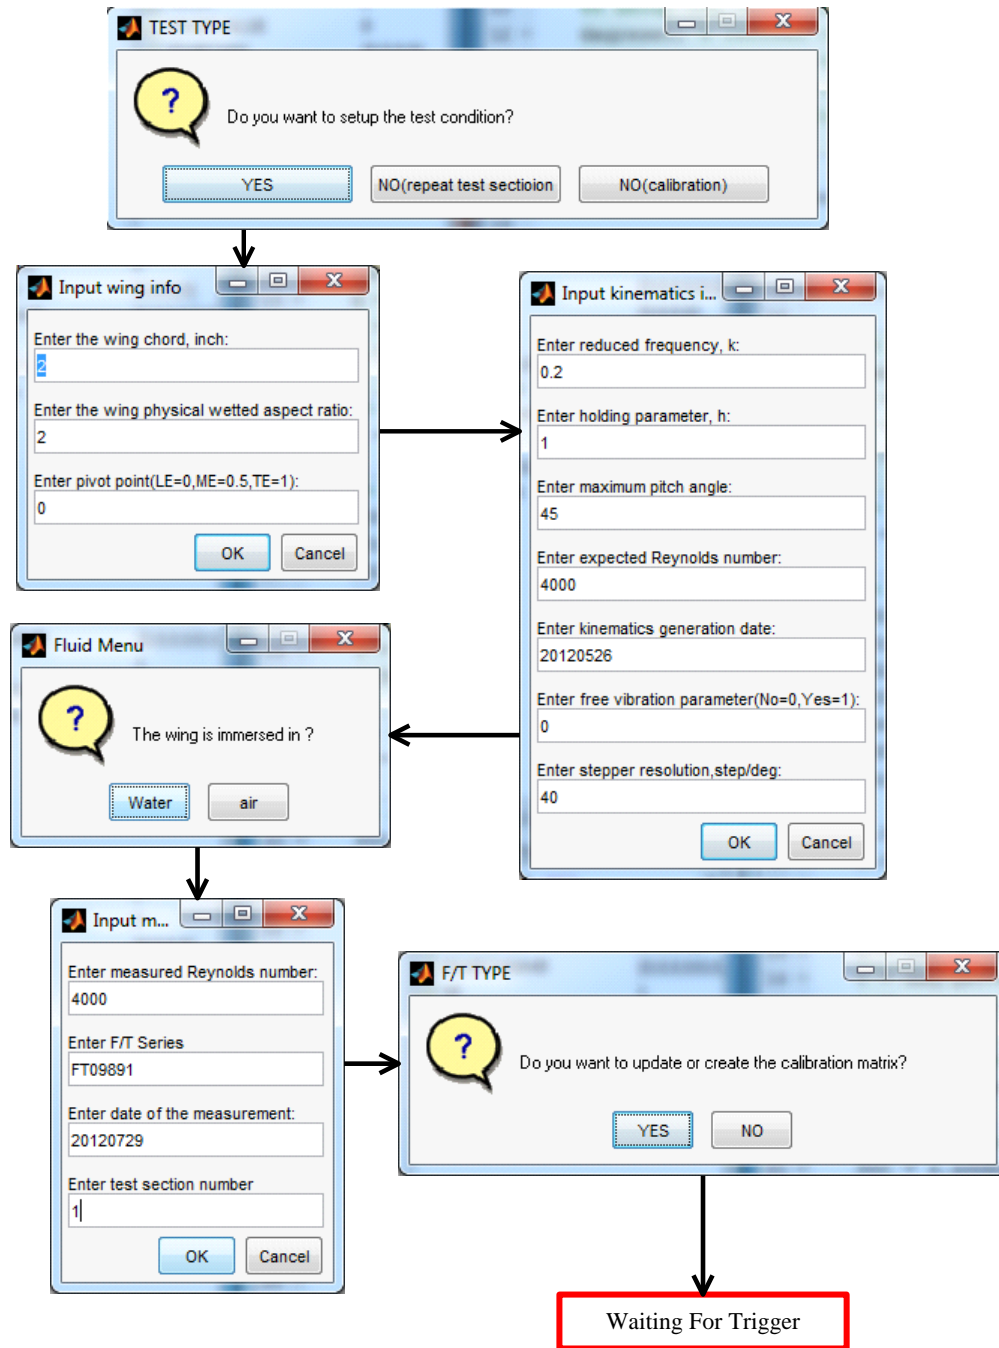 TEST TYPE
Do you want to setup the test condition?
YES
NO(repeat test sectioion
NO(calibration)
Input wing info
Enter the wing chord, inch:
2
Enter the wing physical wetted aspect ratio:
2
Enter pivot point(LE=0,ME=0.5,TE=1):
0
OK
Cancel
Input kinematics i...
Enter reduced frequency, k:
0.2
Enter holding parameter, h:
1
Enter maximum pitch angle:
45
Enter expected Reynolds number:
4000
Enter kinematics generation date:
20120526
Enter free vibration parameter(No=0,Yes=1):
0
Enter stepper resolution,step/deg:
40
OK
Cancel
Fluid Menu
The wing is immersed in ?
Water
air
Input m...
Enter measured Reynolds number:
4000
Enter F/T Series
FT09891
Enter date of the measurement:
20120729
Enter test section number
1
OK
Cancel
F/T TYPE
Do you want to update or create the calibration matrix?
YES
NO
Waiting For Trigger